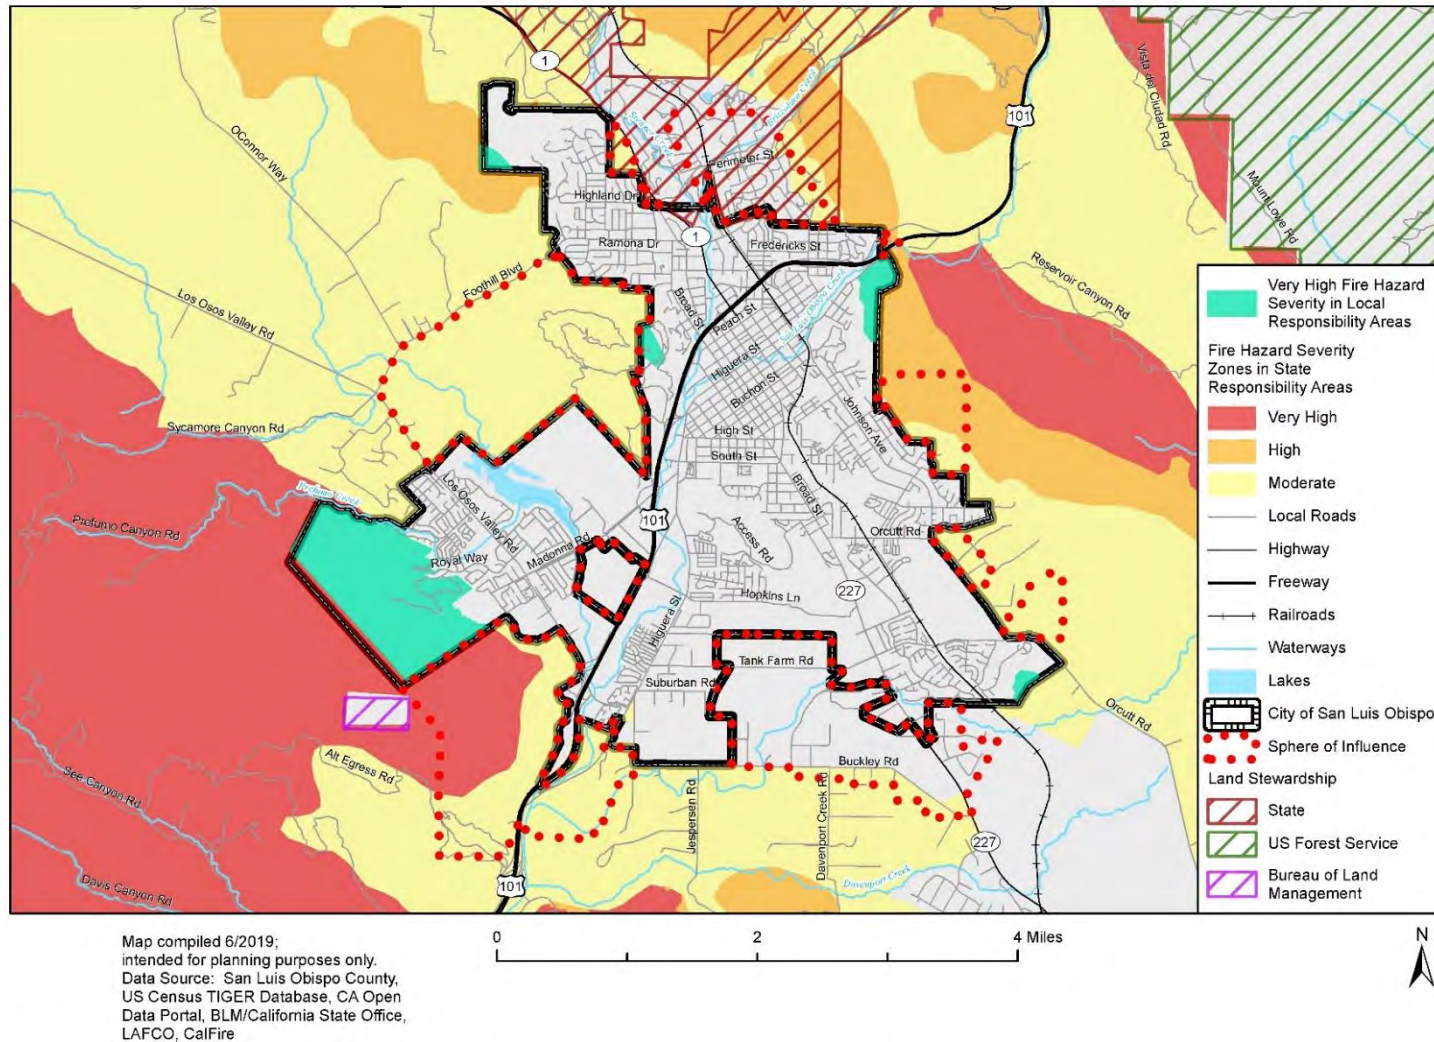 1
101
Vista del Ciudad Rd
OConnor Way
Stenner Creek
Brizzolara Creek
Perimeter St
Mount Lowe Rd
Highland Dr
Ramona Dr
1
Fredericks St
Reservoir Canyon Rd
Foothill Blvd
Los Osos Valley Rd
Broad St
Peach St
San Luis Obispo Creek
Higuera St
Buchon St
Johnson Ave
Sycamore Canyon Rd
High St
South St
Los Osos Valley Rd
Broad St
Prefumo Creek
Prefumo Canyon Rd
101
Access Rd
Orcutt Rd
Royal Way
Madonna Rd
Hopkins Ln
227
Higuera St
Tank Farm Rd
Suburban Rd
Orcutt Rd
Alt Egress Rd
See Canyon Rd
Buckley Rd
Jespersen Rd
Davenport Creek Rd
227
Davis Canyon Rd
101
Davenport Creek
Very High Fire Hazard
Severity in Local
Responsibility Areas
Fire Hazard Severity
Zones in State
Responsibility Areas
Very High
High
Moderate
Local Roads
Highway
Freeway
Railroads
Waterways
Lakes
City of San Luis Obispo
Sphere of Influence
Land Stewardship
State
US Forest Service
Bureau of Land
Management
Map compiled 6/2019;
intended for planning purposes only.
Data Source: San Luis Obispo County,
US Census TIGER Database, CA Open
Data Portal, BLM/California State Office,
LAFCO, CalFire
0 2 4 Miles
N